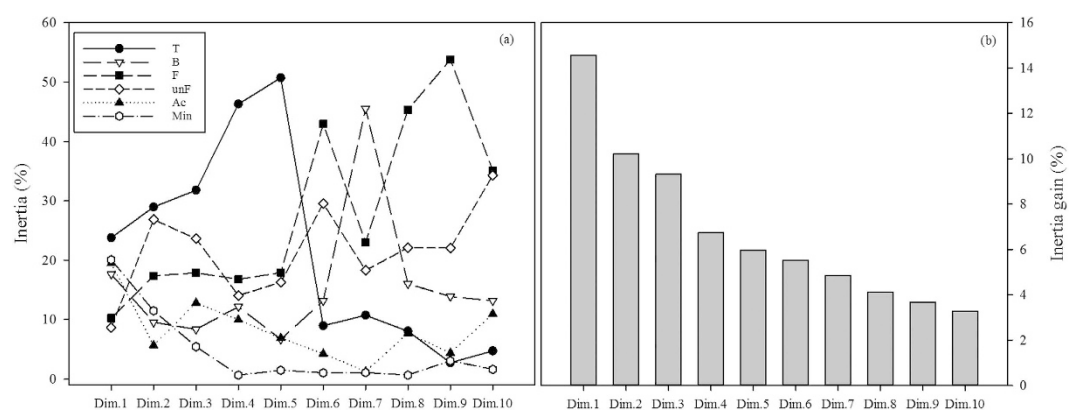 60
50
40
30
20
10
0
Inertia (%)
T
B
F
unF
Ac
Min
(a)
Dim.1 Dim.2 Dim.3 Dim.4 Dim.5 Dim.6 Dim.7 Dim.8 Dim.9 Dim.10
(b)
16
14
12
10
8
6
4
2
0
Inertia gain (%)
Dim.1 Dim.2 Dim.3 Dim.4 Dim.5 Dim.6 Dim.7 Dim.8 Dim.9 Dim.10